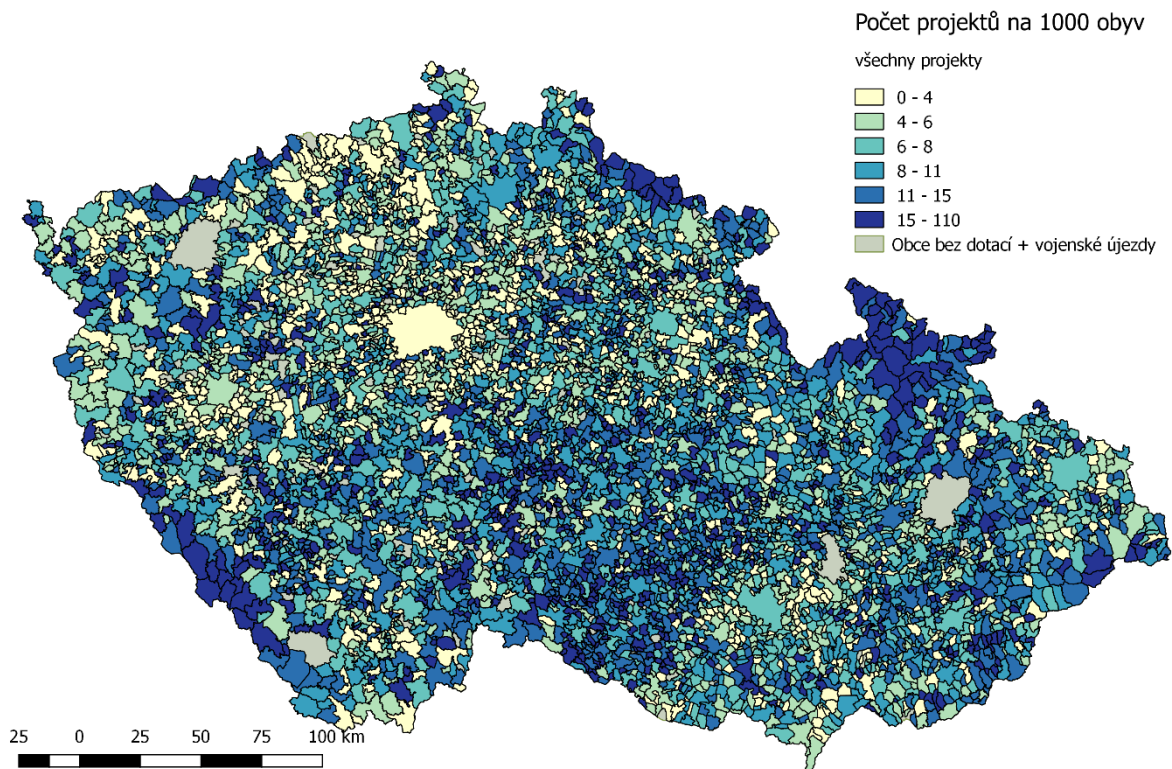 Počet projektů na 1000 obyv
všechny projekty
0 - 4
4 - 6
6 - 8
8 - 11
11 - 15
15 - 110
Obce bez dotací + vojenské újezdy
25 0 25 50 75 100 km